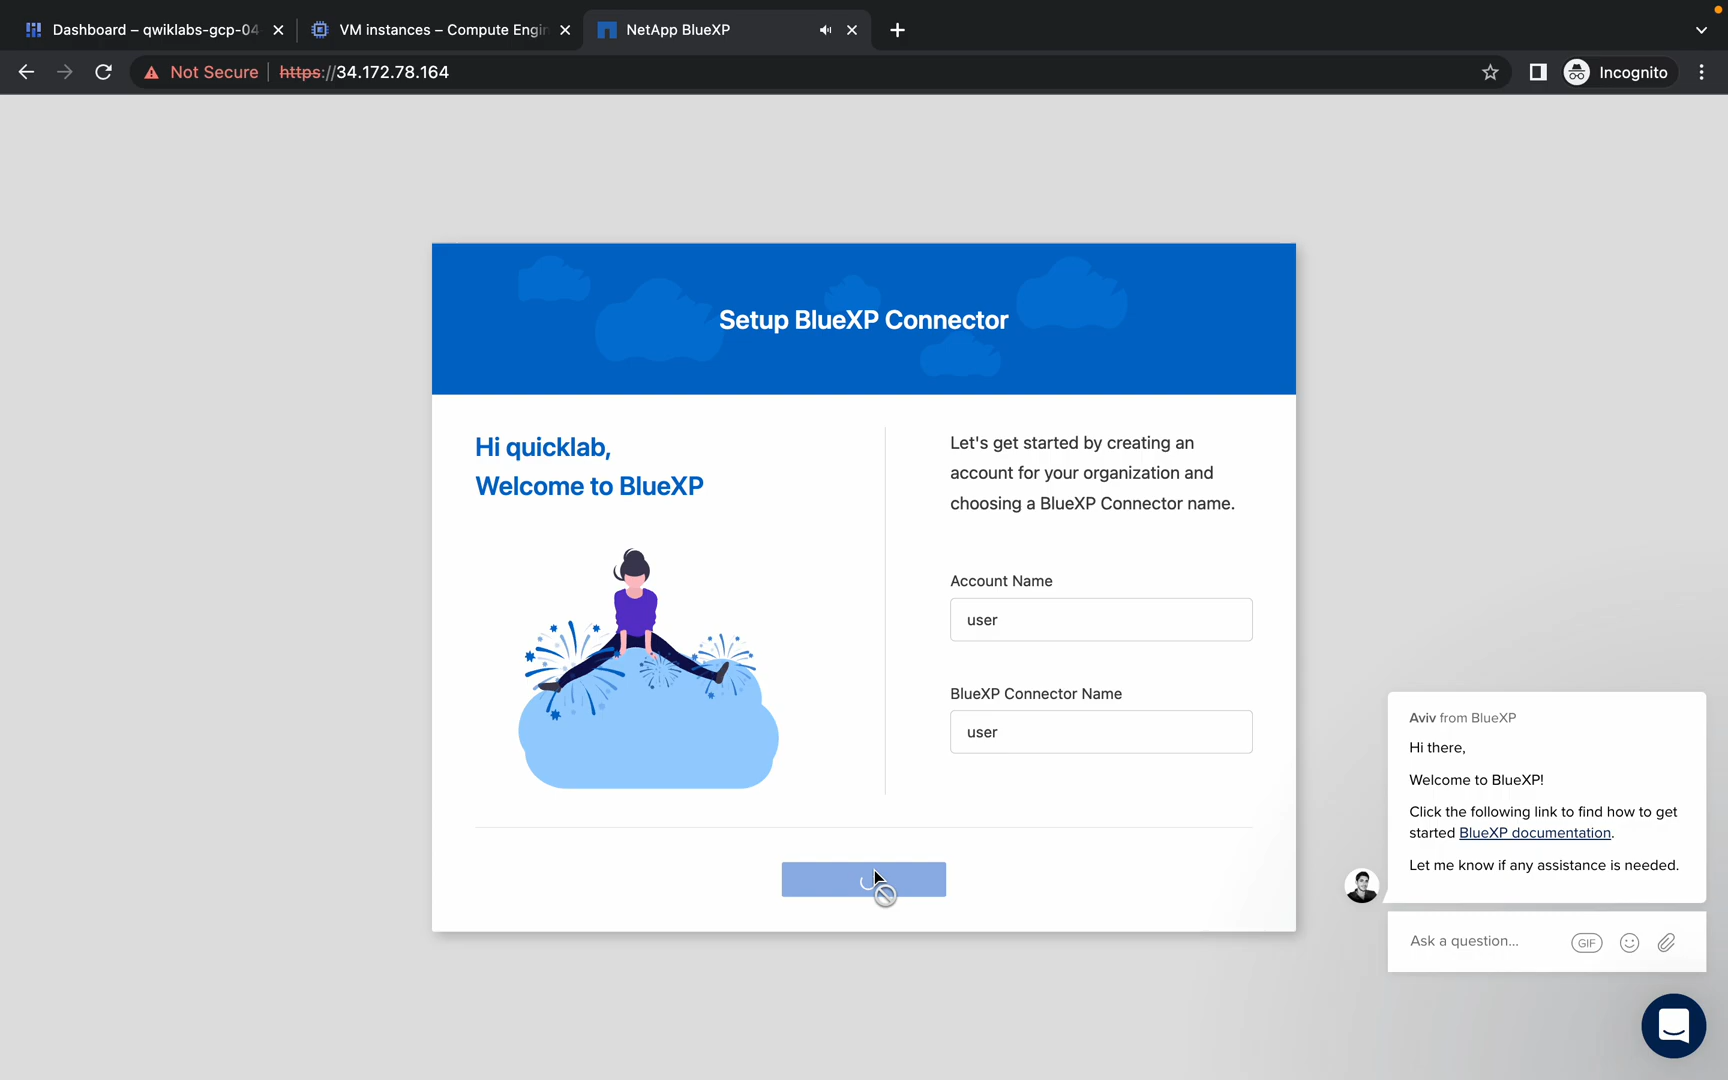 Dashboard – qwiklabs-gcp-04
VM instances – Compute Engin
NetApp BlueXP
Not Secure
https://34.172.78.164
Incognito
Setup BlueXP Connector
Hi quicklab,
Welcome to BlueXP
Let's get started by creating an
account for your organization and
choosing a BlueXP Connector name.
Account Name
user
BlueXP Connector Name
user
Aviv from BlueXP
Hi there,
Welcome to BlueXP!
Click the following link to find how to get
started BlueXP documentation.
Let me know if any assistance is needed.
Ask a question...
GIF